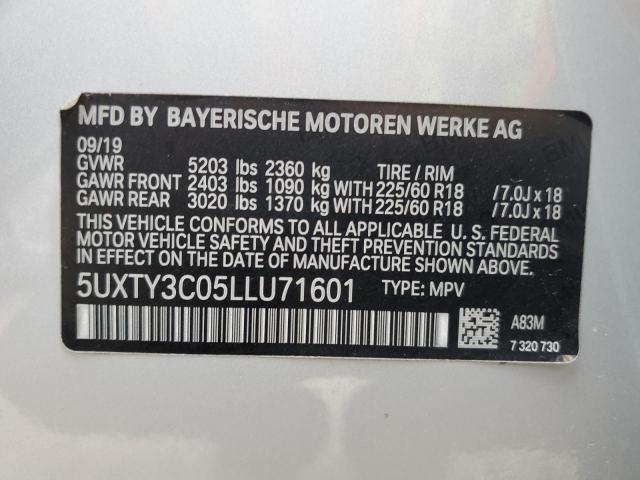 MFD BY BAYERISCHE MOTOREN WERKE AG
09/19
GVWR 5203 lbs 2360 kg TIRE / RIM
GAWR FRONT 2403 lbs 1090 kg WITH 225/60 R18 / 7.0J x 18
GAWR REAR 3020 lbs 1370 kg WITH 225/60 R18 / 7.0J x 18
THIS VEHICLE CONFORMS TO ALL APPLICABLE U. S. FEDERAL
MOTOR VEHICLE SAFETY AND THEFT PREVENTION STANDARDS
IN EFFECT ON THE DATE OF MANUFACTURE SHOWN ABOVE.
5UXTY3C05LLU71601 TYPE: MPV
A83M
7 320 730